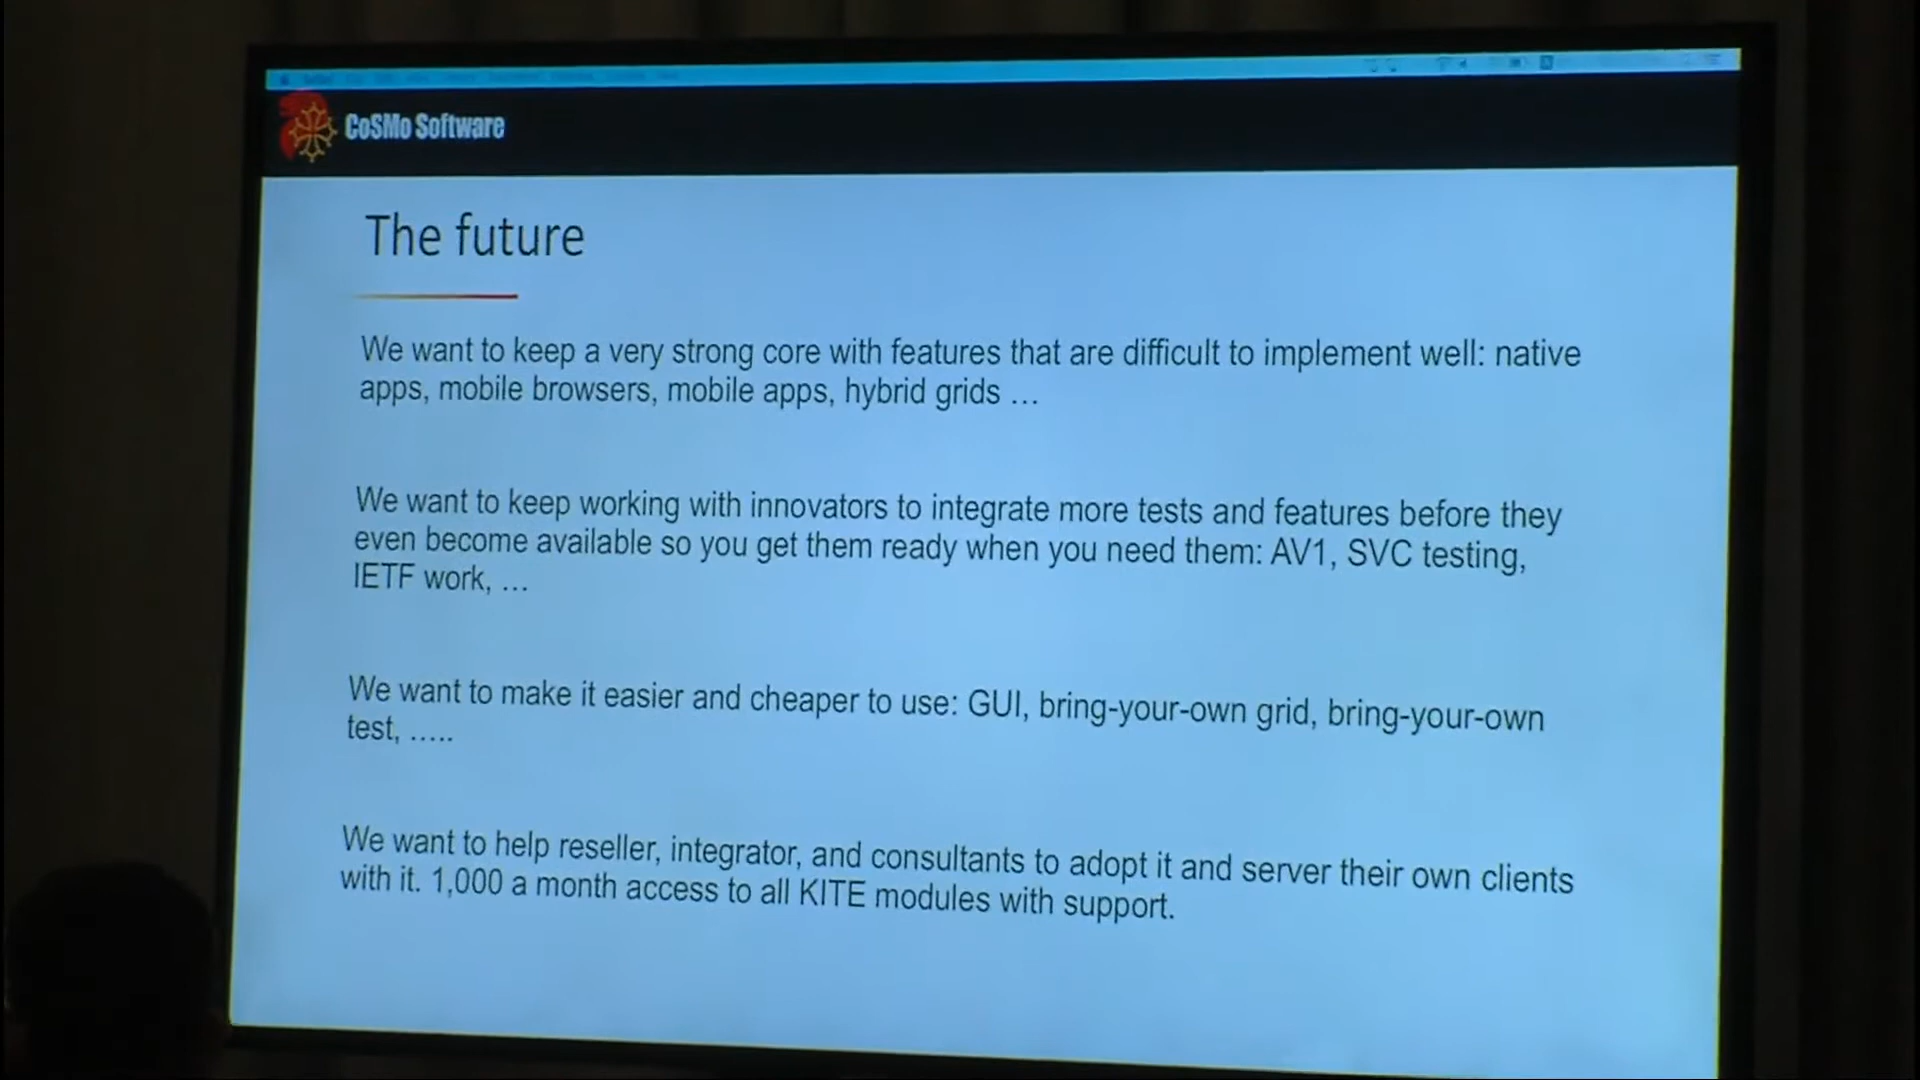 CoSMo Software
The future
We want to keep a very strong core with features that are difficult to implement well: native
apps, mobile browsers, mobile apps, hybrid grids …
We want to keep working with innovators to integrate more tests and features before they
even become available so you get them ready when you need them: AV1, SVC testing,
IETF work, …
We want to make it easier and cheaper to use: GUI, bring-your-own grid, bring-your-own
test, …..
We want to help reseller, integrator, and consultants to adopt it and server their own clients
with it. 1,000 a month access to all KITE modules with support.